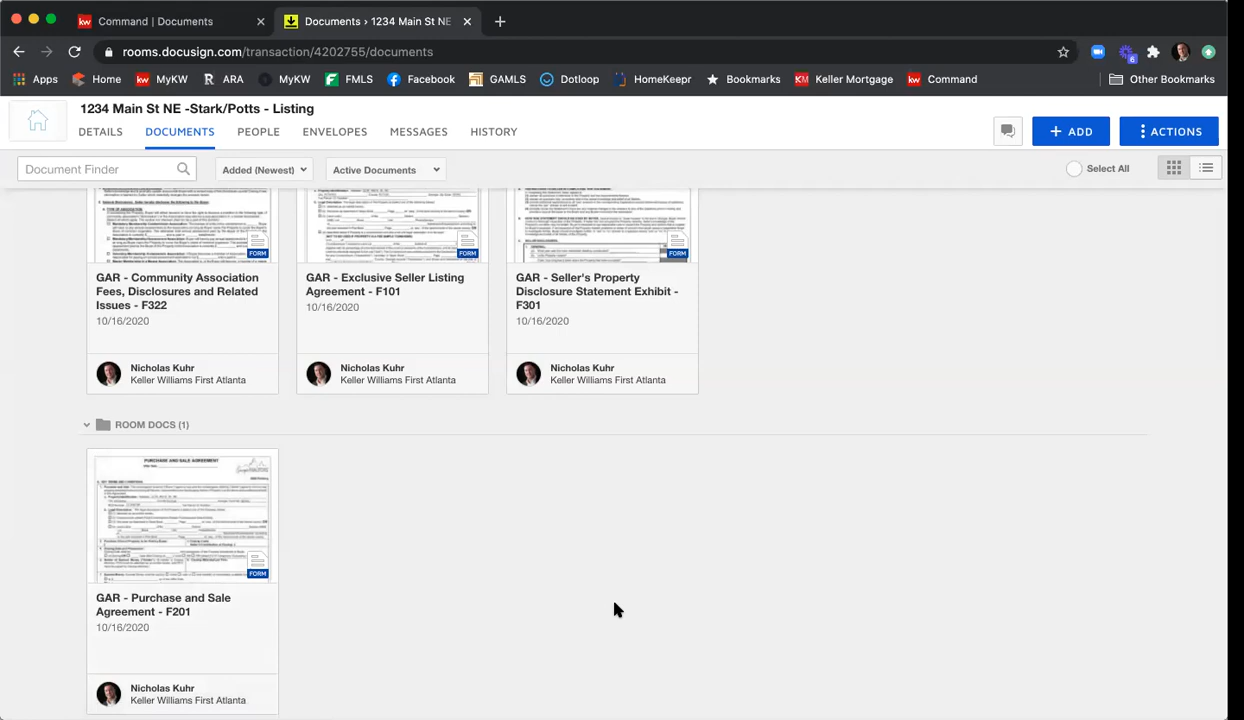 Command | Documents
Documents › 1234 Main St NE
rooms.docusign.com/transaction/4202755/documents
6
Apps Home MyKW ARA MyKW FMLS Facebook GAMLS Dotloop HomeKeepr Bookmarks Keller Mortgage Command Other Bookmarks
1234 Main St NE -Stark/Potts - Listing
DETAILS DOCUMENTS PEOPLE ENVELOPES MESSAGES HISTORY
+ ADD
ACTIONS
Document Finder
Added (Newest)
Active Documents
Select All
FORM
GAR - Community Association
Fees, Disclosures and Related
Issues - F322
10/16/2020
Nicholas Kuhr
Keller Williams First Atlanta
FORM
GAR - Exclusive Seller Listing
Agreement - F101
10/16/2020
Nicholas Kuhr
Keller Williams First Atlanta
FORM
GAR - Seller's Property
Disclosure Statement Exhibit -
F301
10/16/2020
Nicholas Kuhr
Keller Williams First Atlanta
ROOM DOCS (1)
PURCHASE AND SALE AGREEMENT
FORM
GAR - Purchase and Sale
Agreement - F201
10/16/2020
Nicholas Kuhr
Keller Williams First Atlanta